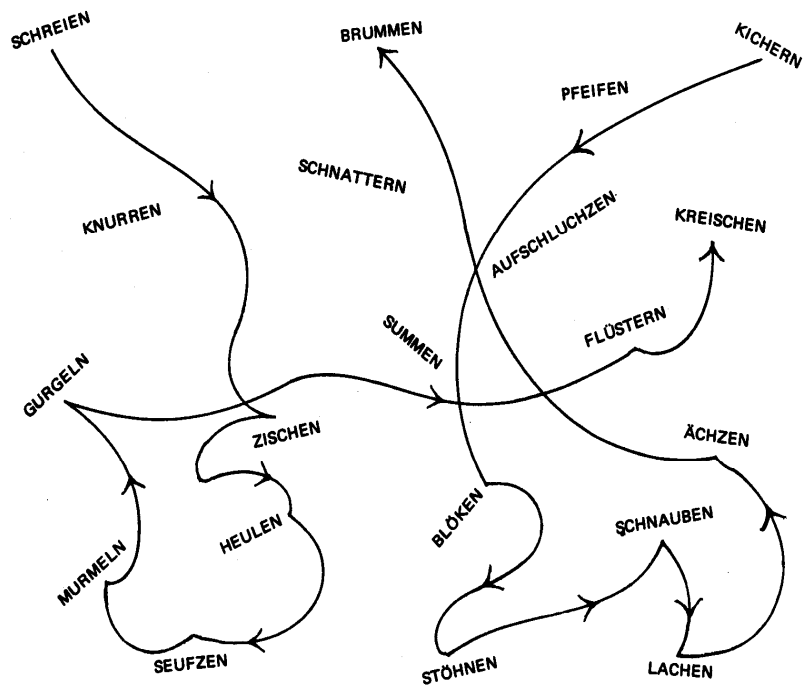 SCHREIEN
BRUMMEN
KICHERN
PFEIFEN
SCHNATTERN
KNURREN
AUFSCHLUCHZEN
KREISCHEN
SUMMEN
FLÜSTERN
GURGELN
ZISCHEN
ÄCHZEN
BLÖKEN
HEULEN
SCHNAUBEN
MURMELN
SEUFZEN
STÖHNEN
LACHEN